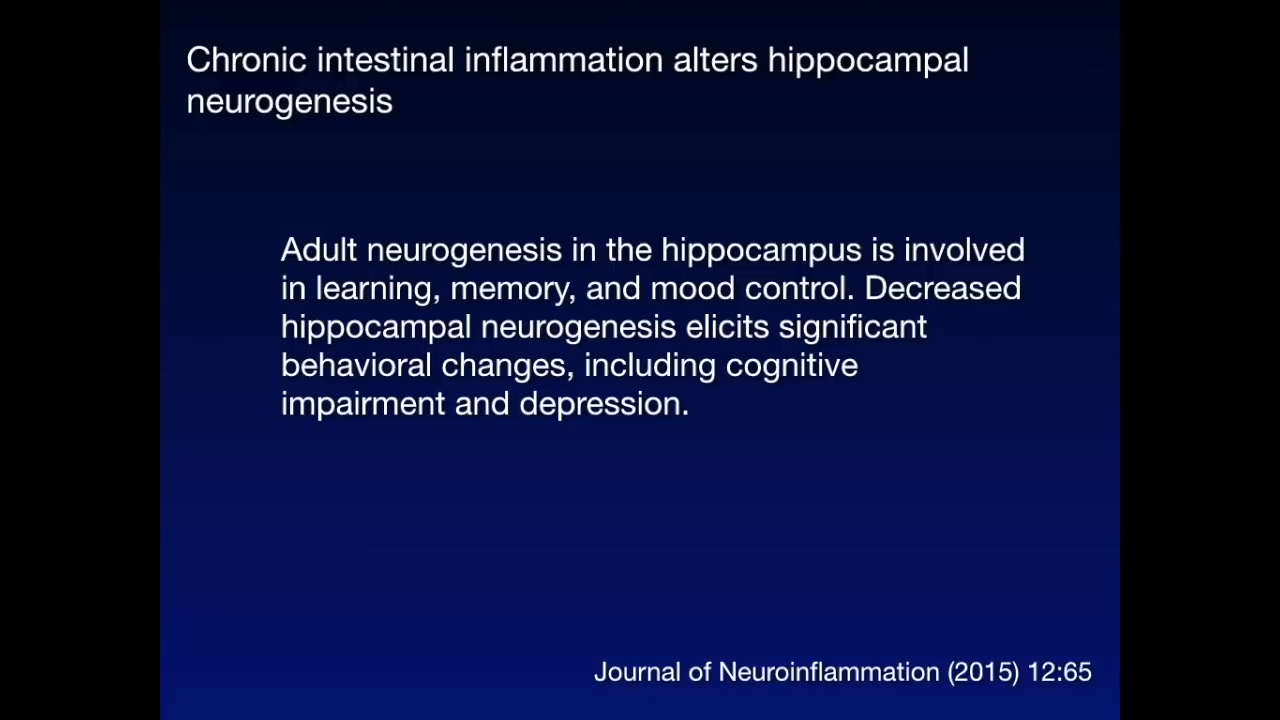 Chronic intestinal inflammation alters hippocampal
neurogenesis
Adult neurogenesis in the hippocampus is involved
in learning, memory, and mood control. Decreased
hippocampal neurogenesis elicits significant
behavioral changes, including cognitive
impairment and depression.
Journal of Neuroinflammation (2015) 12:65